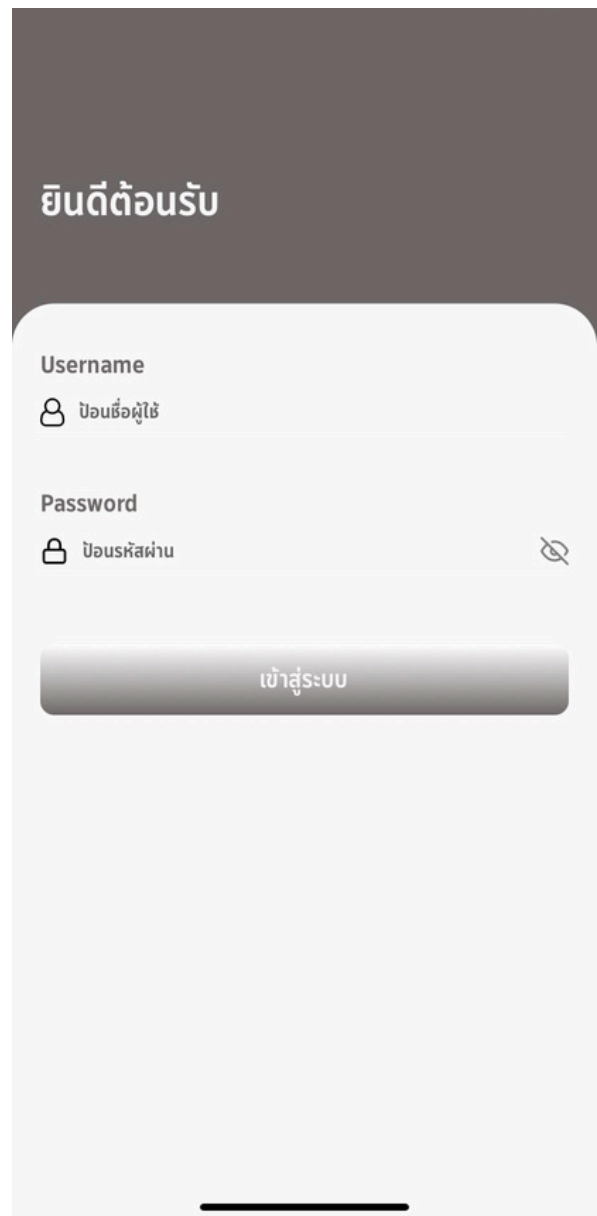 ยินดีต้อนรับ
Username
ป้อนชื่อผู้ใช้
Password
ป้อนรหัสผ่าน
เข้าสู่ระบบ